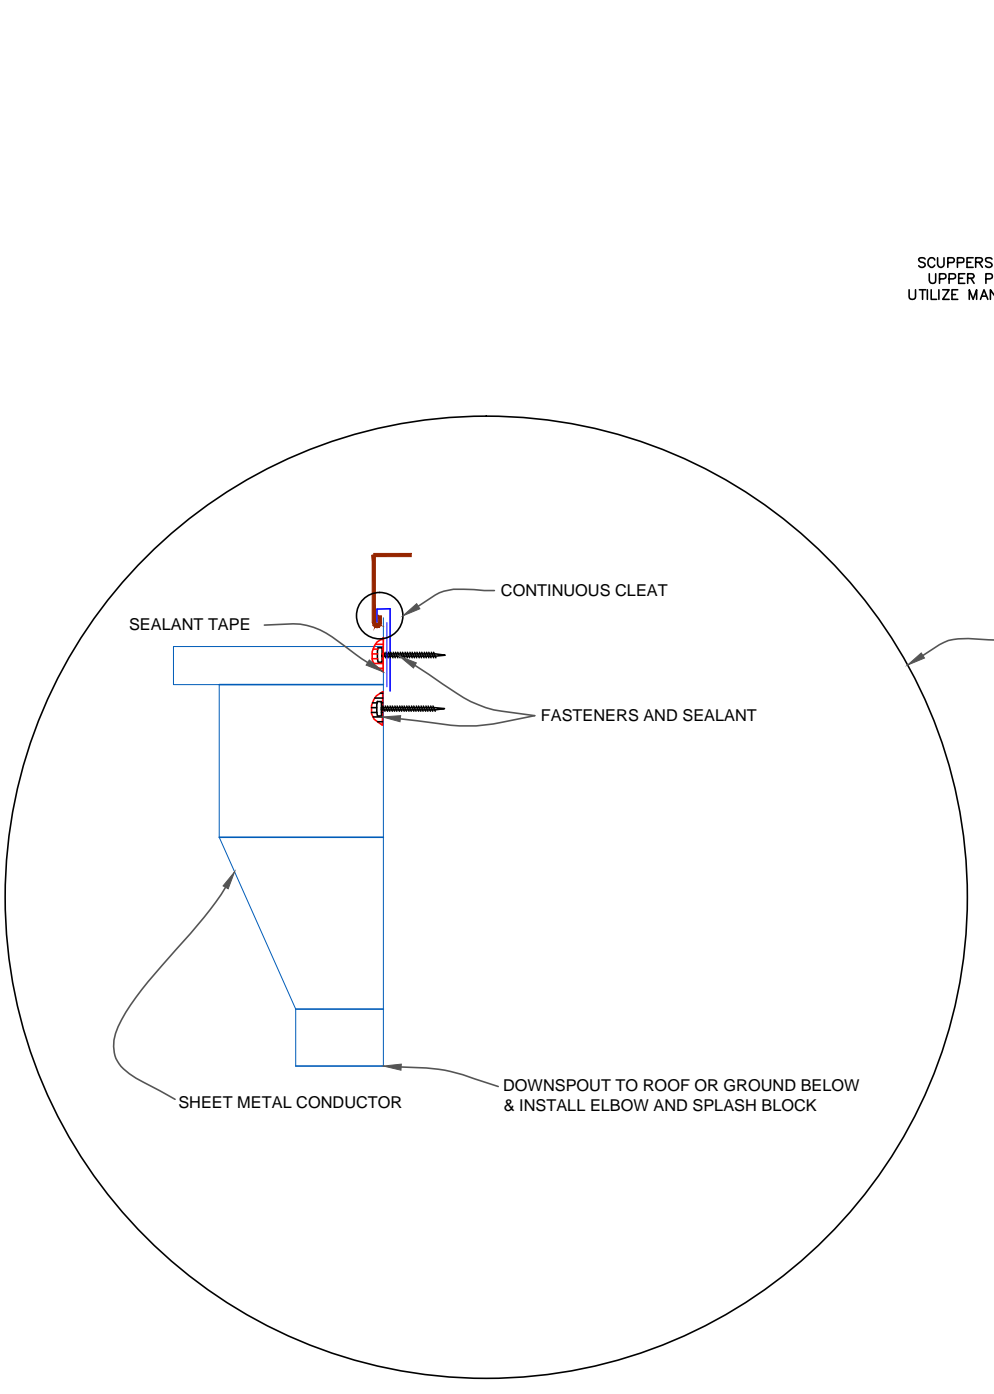 SCUPPERS
UPPER P
UTILIZE MAN
CONTINUOUS CLEAT
SEALANT TAPE
FASTENERS AND SEALANT
DOWNSPOUT TO ROOF OR GROUND BELOW
& INSTALL ELBOW AND SPLASH BLOCK
SHEET METAL CONDUCTOR